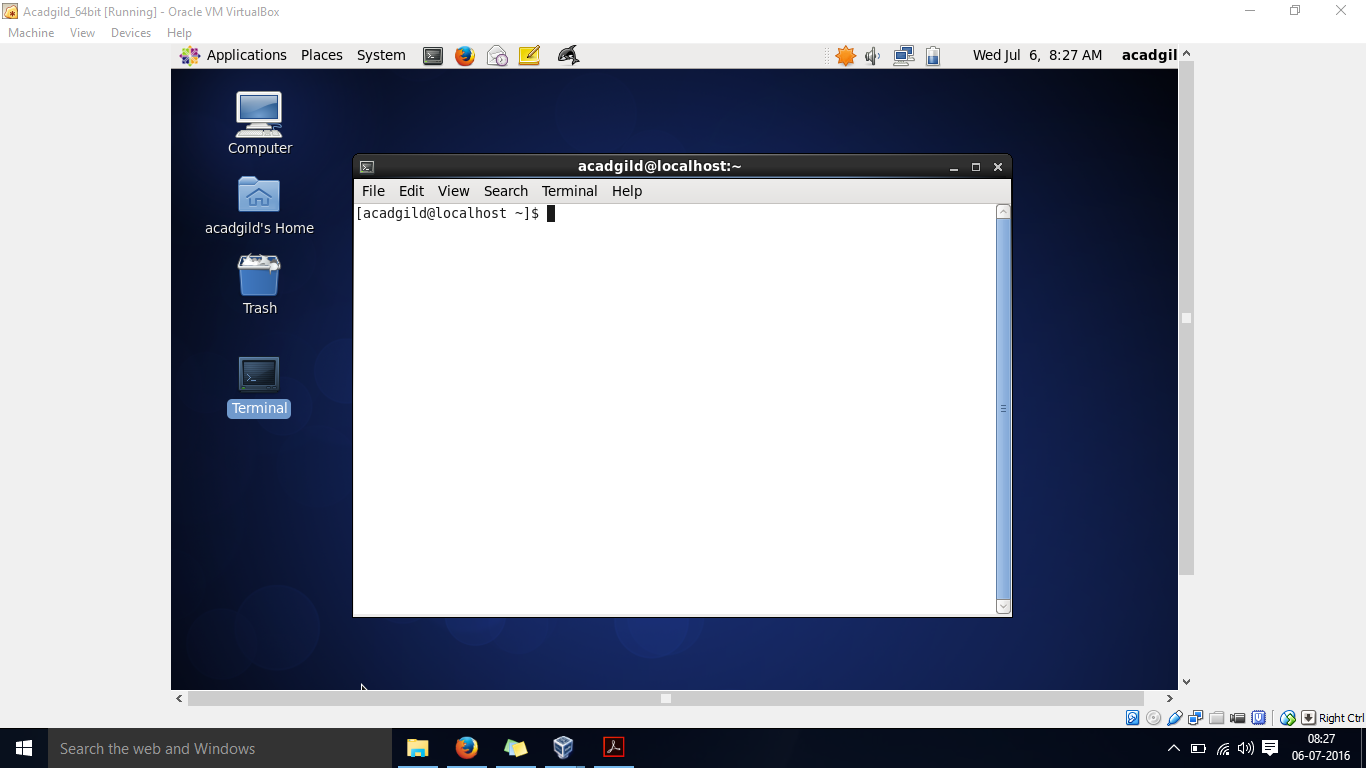 Acadgild_64bit [Running] - Oracle VM VirtualBox
Machine View Devices Help
Applications Places System Wed Jul 6, 8:27 AM acadgil
Computer
acadgild's Home
Trash
Terminal
acadgild@localhost:~
File Edit View Search Terminal Help
[acadgild@localhost ~]$
Right Ctrl
Search the web and Windows
08:27
06-07-2016